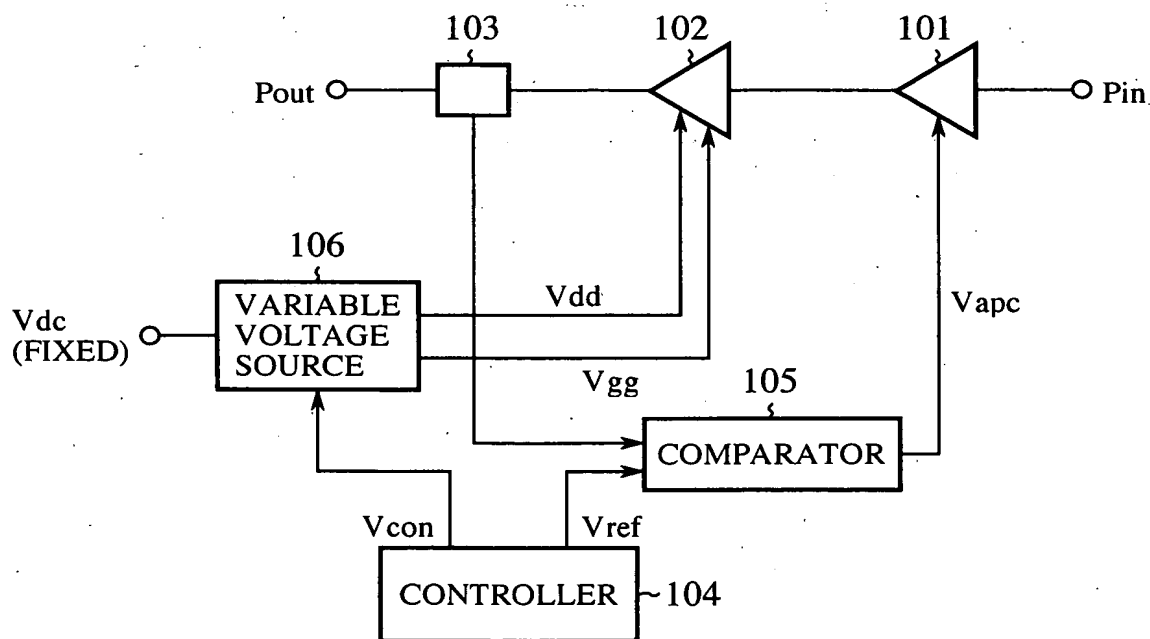 103
102
101
Pout
Pin
106
VARIABLE
VOLTAGE
SOURCE
Vdc
(FIXED)
Vdd
Vgg
Vapc
105
COMPARATOR
Vcon
Vref
CONTROLLER
104